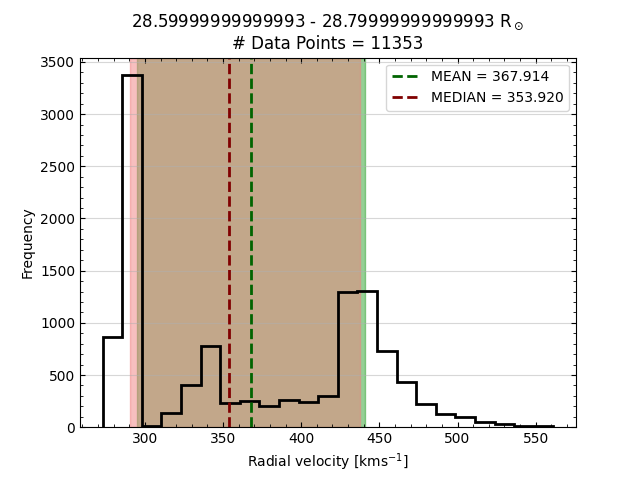 28.59999999999993 - 28.79999999999993 R⊙
# Data Points = 11353
MEAN = 367.914
MEDIAN = 353.920
3500
3000
2500
2000
1500
1000
500
0
Frequency
300 350 400 450 500 550
Radial velocity [kms⁻¹]